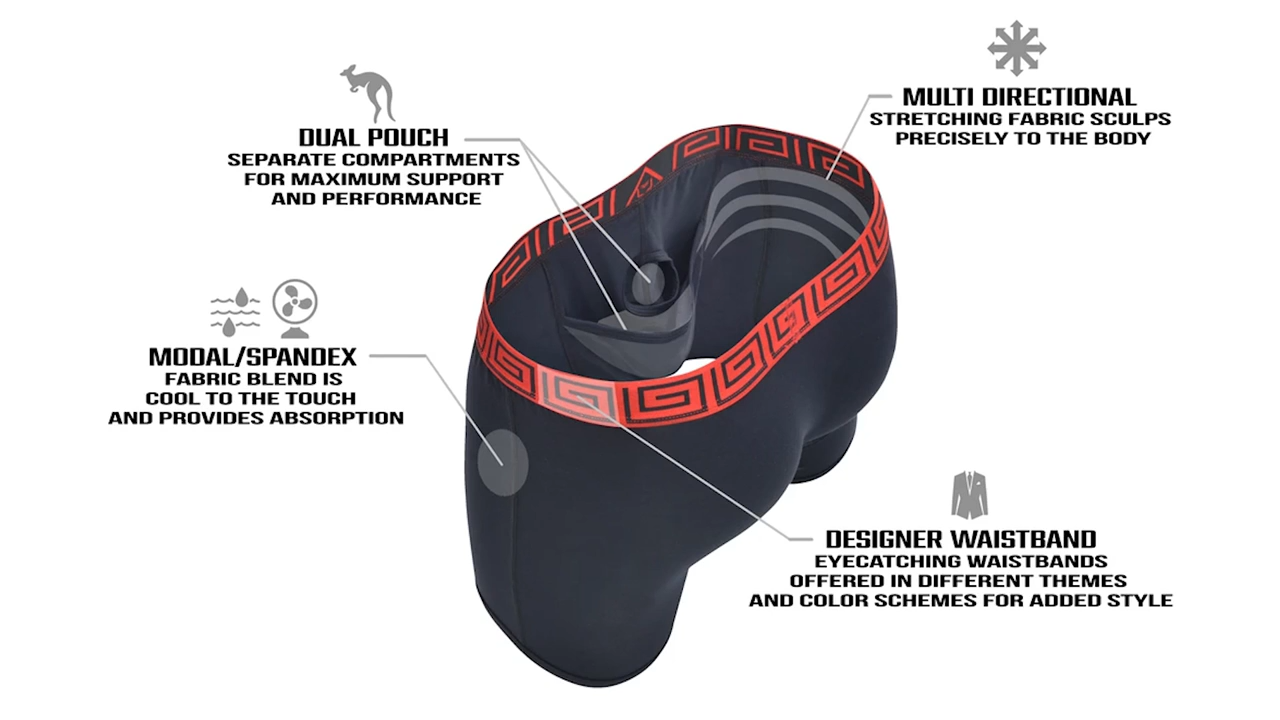 MULTI DIRECTIONAL
STRETCHING FABRIC SCULPS
PRECISELY TO THE BODY
DUAL POUCH
SEPARATE COMPARTMENTS
FOR MAXIMUM SUPPORT
AND PERFORMANCE
MODAL/SPANDEX
FABRIC BLEND IS
COOL TO THE TOUCH
AND PROVIDES ABSORPTION
DESIGNER WAISTBAND
EYECATCHING WAISTBANDS
OFFERED IN DIFFERENT THEMES
AND COLOR SCHEMES FOR ADDED STYLE